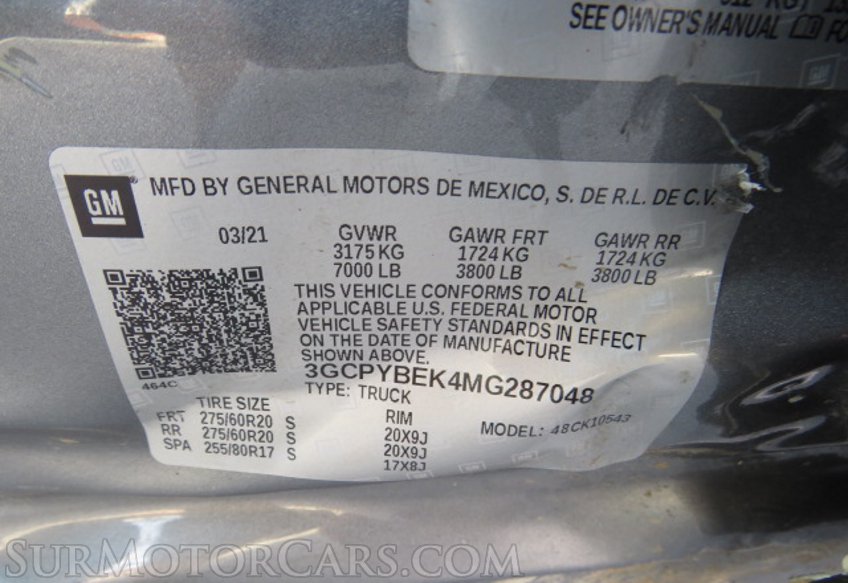 SEE OWNER'S MANUAL
GM
MFD BY GENERAL MOTORS DE MEXICO, S. DE R.L. DE C.V.
03/21 GVWR GAWR FRT GAWR RR
3175 KG 1724 KG 1724 KG
7000 LB 3800 LB 3800 LB
THIS VEHICLE CONFORMS TO ALL
APPLICABLE U.S. FEDERAL MOTOR
VEHICLE SAFETY STANDARDS IN EFFECT
ON THE DATE OF MANUFACTURE
SHOWN ABOVE.
464C
3GCPYBEK4MG287048
TYPE: TRUCK
MODEL: 48CK10543
TIRE SIZE RIM
FRT 275/60R20 S 20X9J
RR 275/60R20 S 20X9J
SPA 255/80R17 S 17X8J
SurMotorCars.com